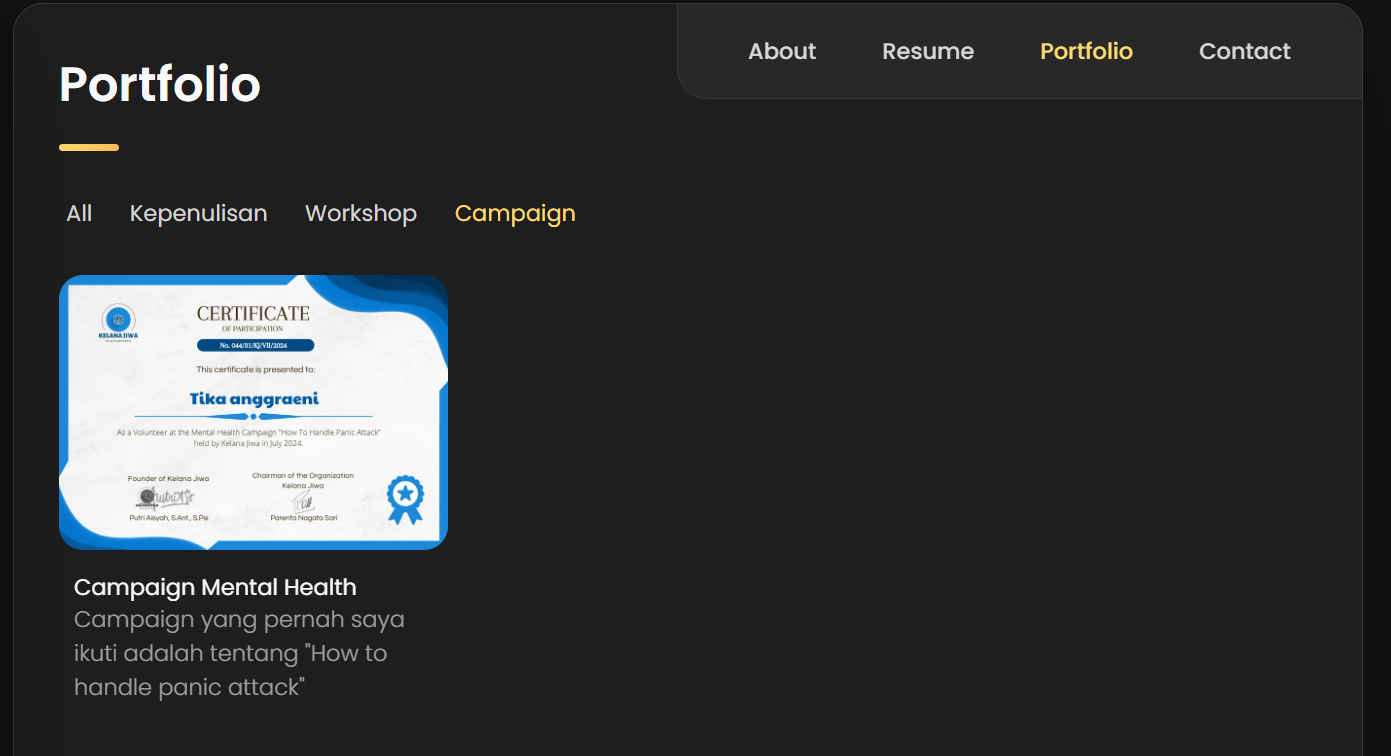 About Resume Portfolio Contact
Portfolio
All Kepenulisan Workshop Campaign
KELANA JIWA
CERTIFICATE
OF PARTICIPATION
No. 044/S1/KJ/VII/2024
This certificate is presented to:
Tika anggraeni
As a Volunteer at the Mental Health Campaign "How To Handle Panic Attack"
held by Kelana Jiwa in July 2024.
Founder of Kelana Jiwa
Putri Aisyah, S.Ant., S.Psi
Chairman of the Organization
Kelana Jiwa
Parenta Nagata Sari
Campaign Mental Health
Campaign yang pernah saya
ikuti adalah tentang "How to
handle panic attack"